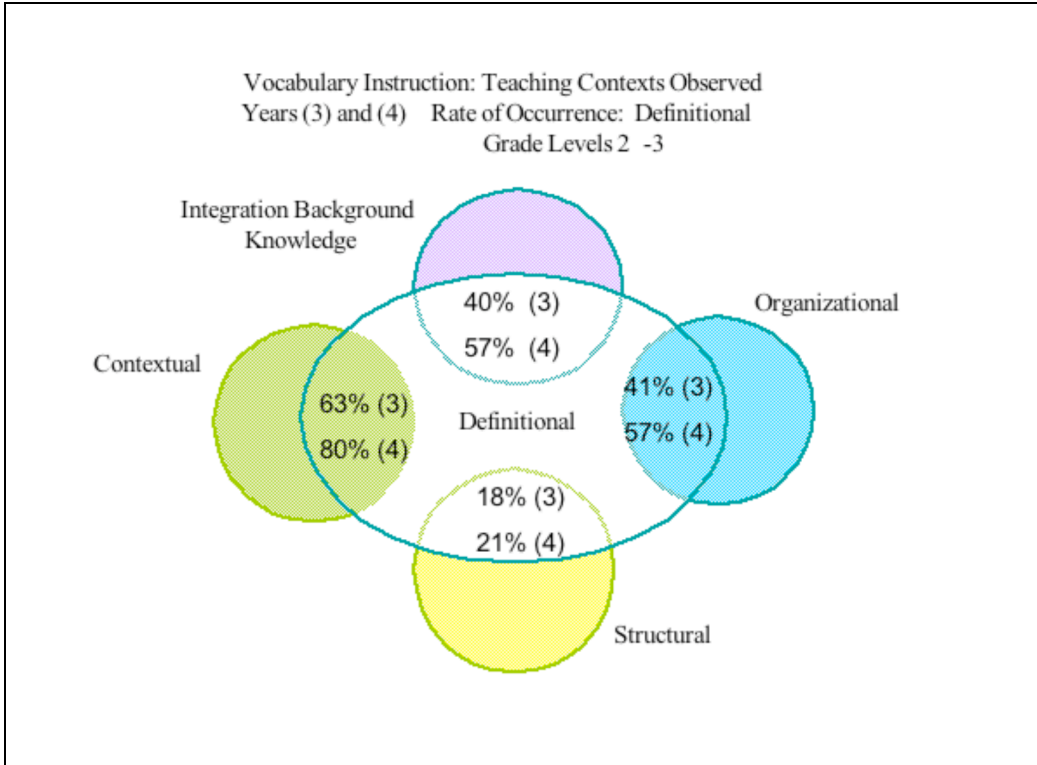 Vocabulary Instruction: Teaching Contexts Observed
Years (3) and (4) Rate of Occurrence: Definitional
Grade Levels 2 -3
Integration Background
Knowledge
40% (3)
57% (4)
Organizational
41% (3)
57% (4)
Contextual
63% (3)
80% (4)
Definitional
18% (3)
21% (4)
Structural